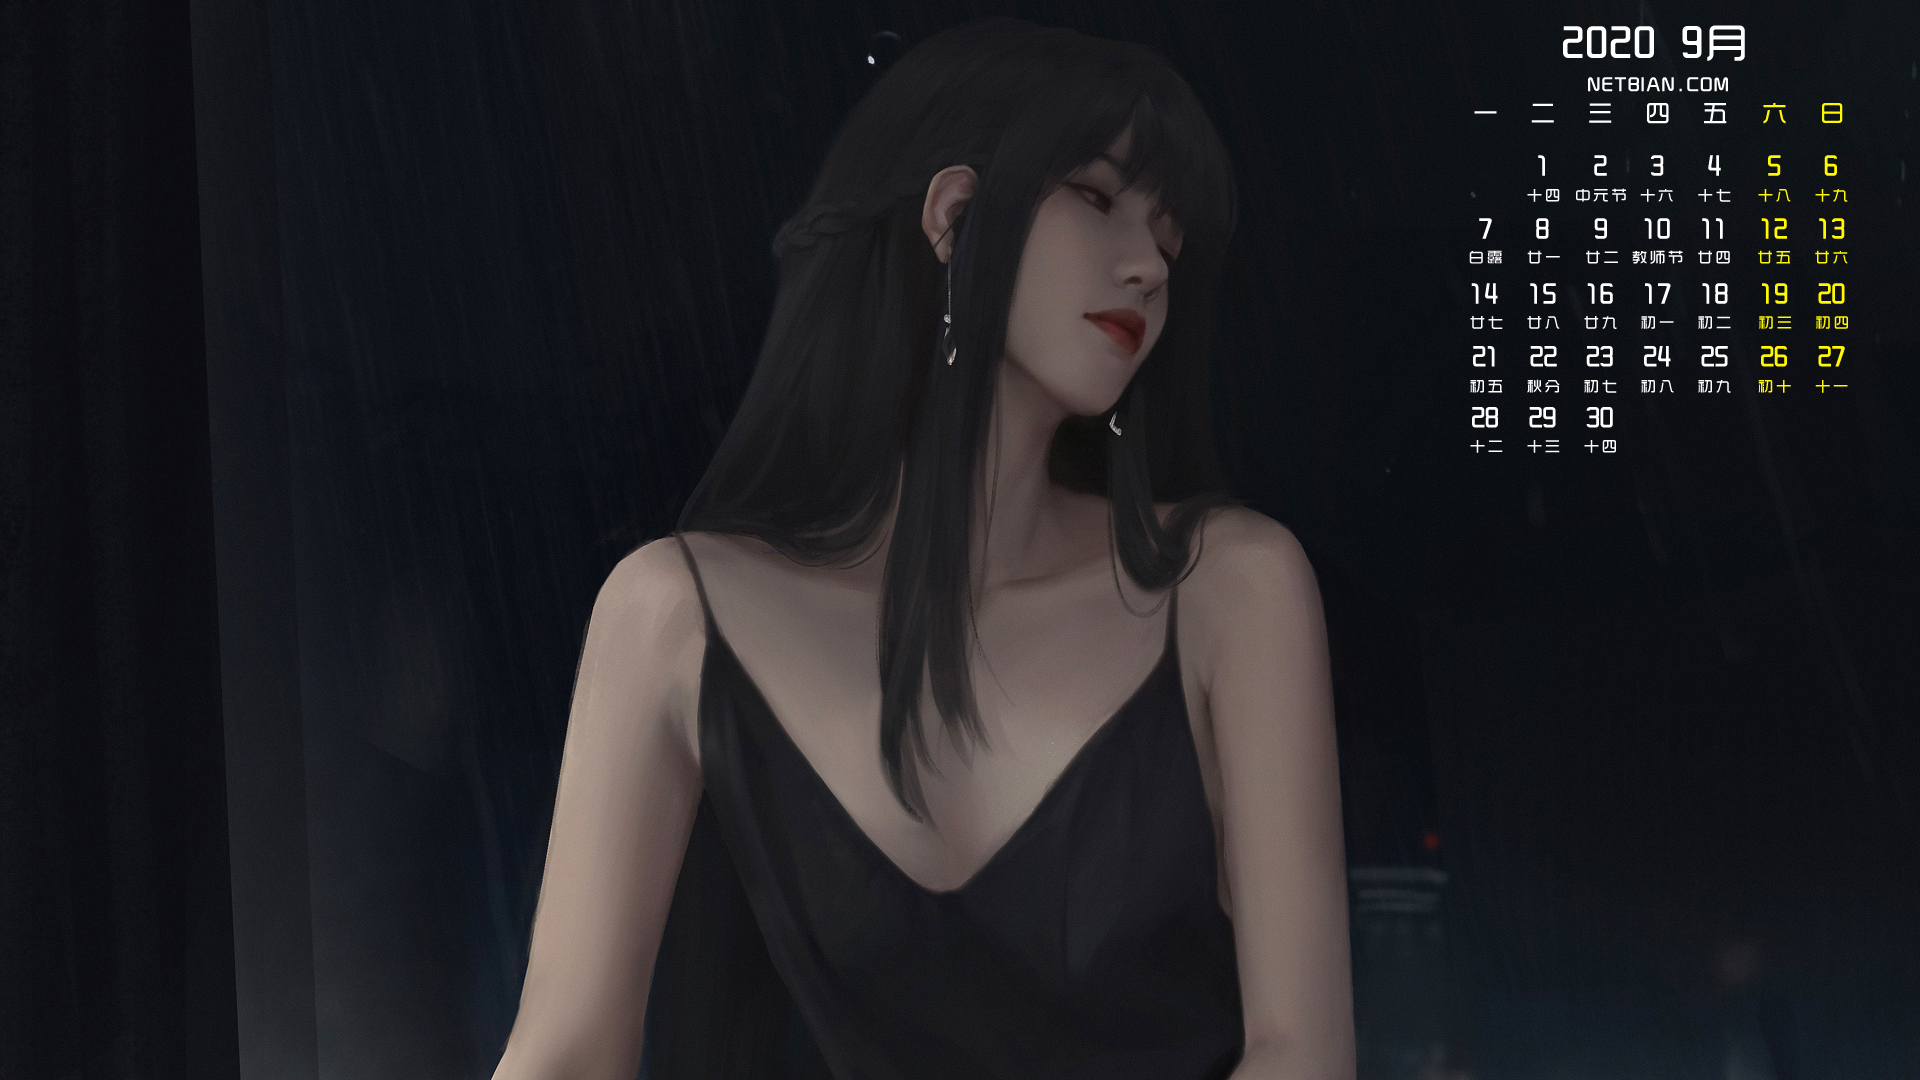 2020 9月
NETBIAN.COM
一 二 三 四 五 六 日
1 2 3 4 5 6
十四 中元节 十六 十七 十八 十九
7 8 9 10 11 12 13
白露 廿一 廿二 教师节 廿四 廿五 廿六
14 15 16 17 18 19 20
廿七 廿八 廿九 初一 初二 初三 初四
21 22 23 24 25 26 27
初五 秋分 初七 初八 初九 初十 十一
28 29 30
十二 十三 十四